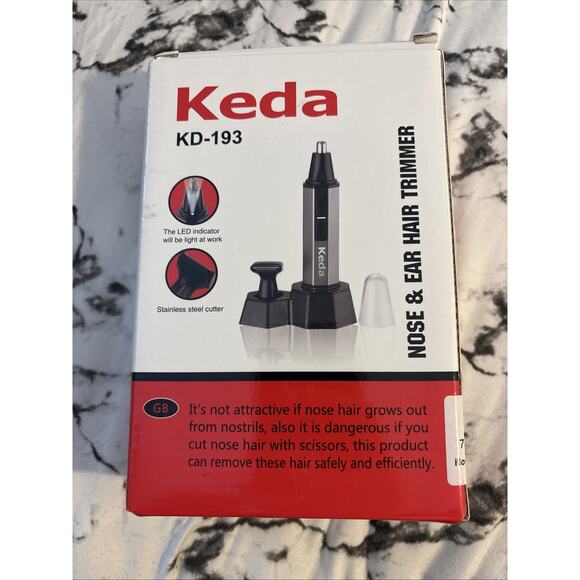 Keda
KD-193
The LED indicator
will be light at work
Stainless steel cutter
Keda
NOSE & EAR HAIR TRIMMER
GB
It's not attractive if nose hair grows out
from nostrils, also it is dangerous if you
cut nose hair with scissors, this product
can remove these hair safely and efficiently.